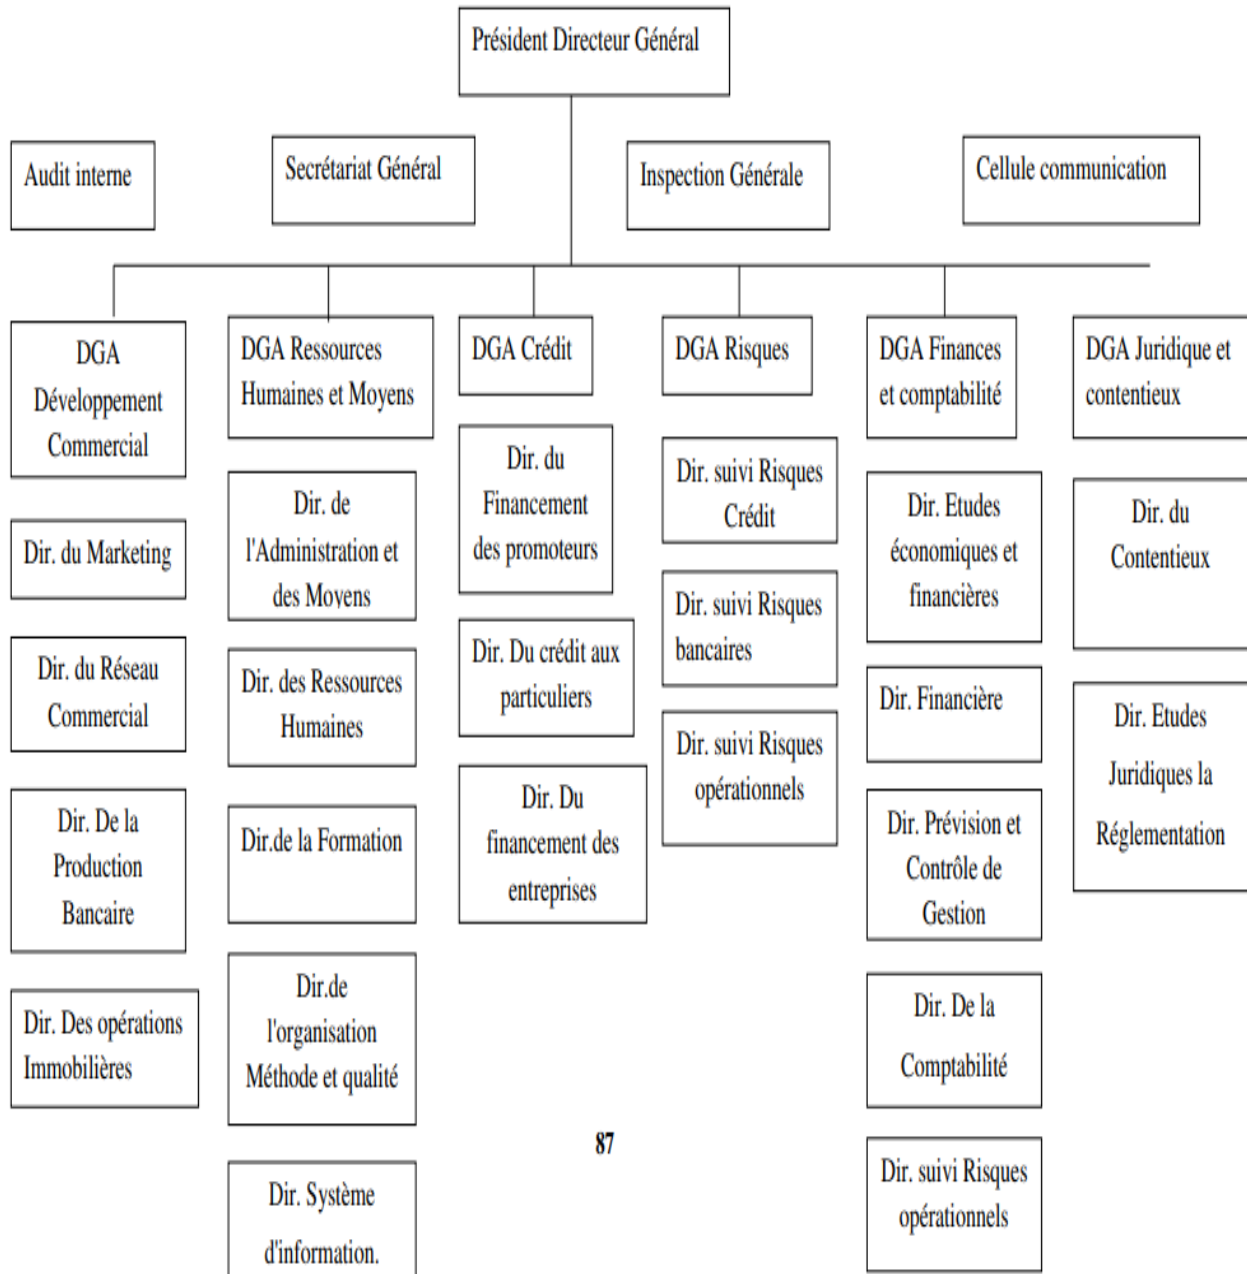 Président Directeur Général
Audit interne
Secrétariat Général
Inspection Générale
Cellule communication
DGA
Développement
Commercial
Dir. du Marketing
Dir. du Réseau
Commercial
Dir. De la
Production
Bancaire
Dir. Des opérations
Immobilières
DGA Ressources
Humaines et Moyens
Dir. de
l'Administration et
des Moyens
Dir. des Ressources
Humaines
Dir.de la Formation
Dir.de
l'organisation
Méthode et qualité
Dir. Système
d'information.
DGA Crédit
Dir. du
Financement
des promoteurs
Dir. Du crédit aux
particuliers
Dir. Du
financement des
entreprises
DGA Risques
Dir. suivi Risques
Crédit
Dir. suivi Risques
bancaires
Dir. suivi Risques
opérationnels
DGA Finances
et comptabilité
Dir. Etudes
économiques et
financières
Dir. Financière
Dir. Prévision et
Contrôle de
Gestion
Dir. De la
Comptabilité
Dir. suivi Risques
opérationnels
DGA Juridique et
contentieux
Dir. du
Contentieux
Dir. Etudes
Juridiques la
Réglementation
87